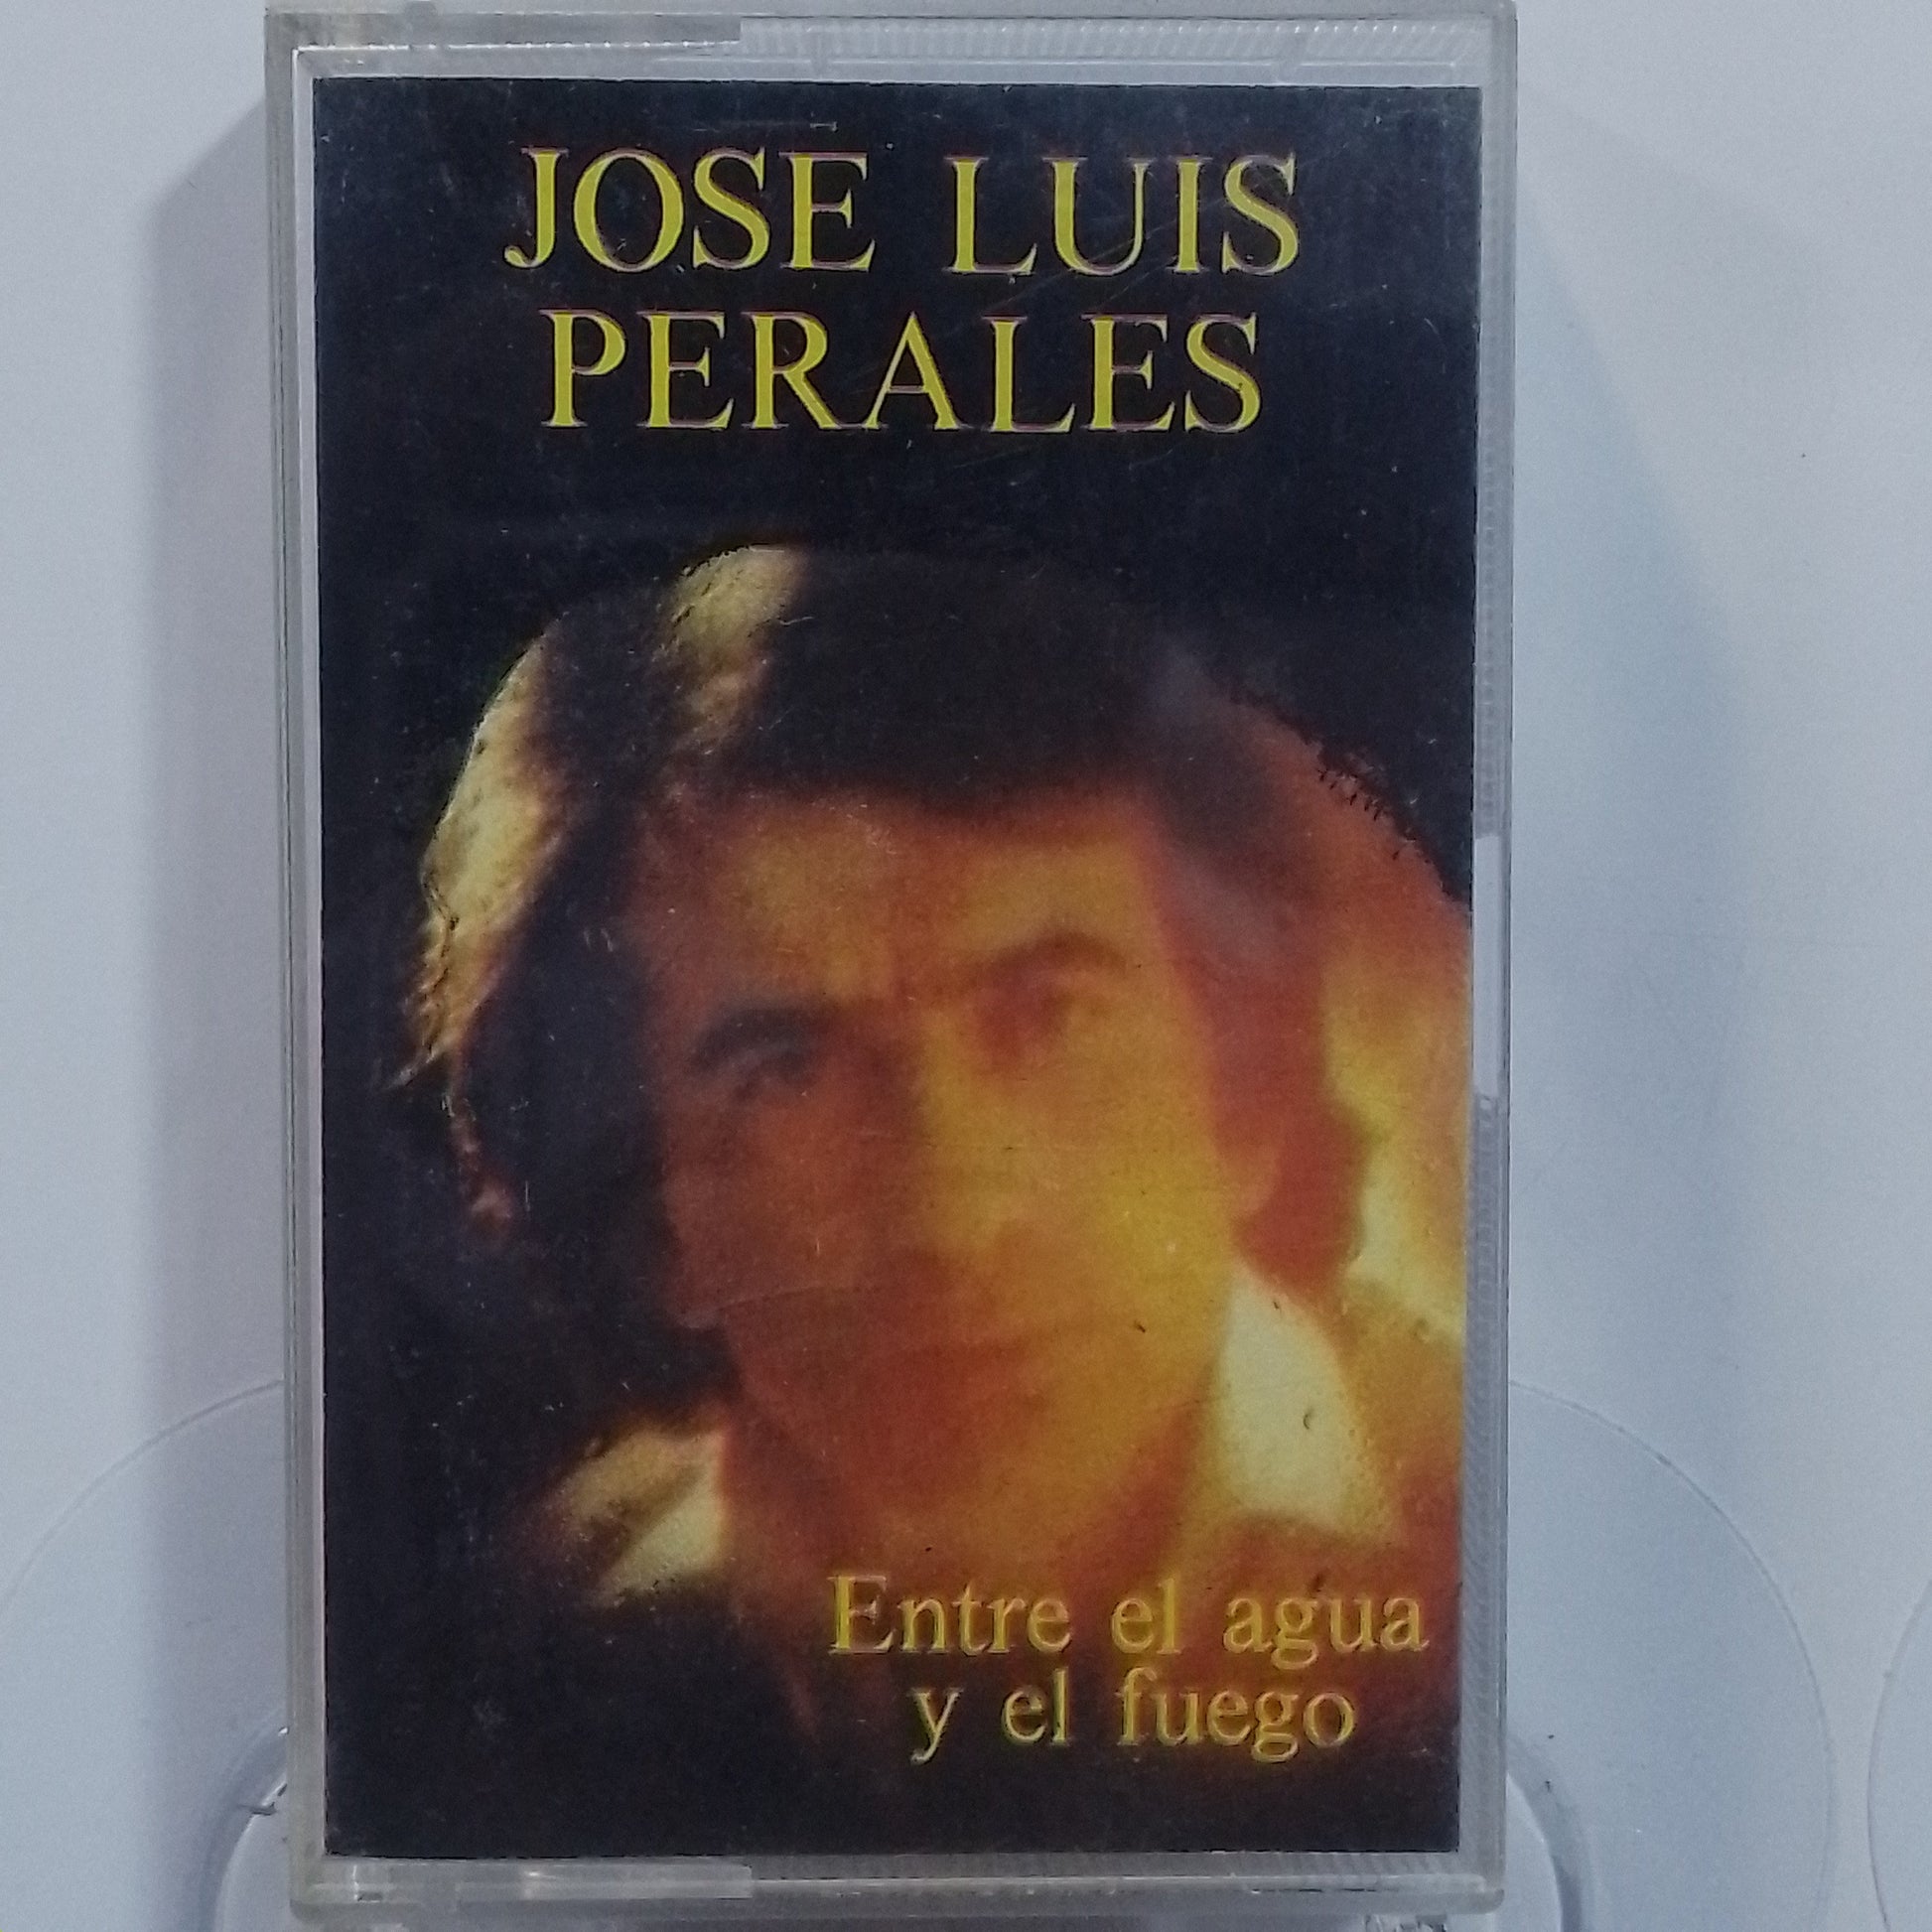 JOSE LUIS
PERALES
Entre el agua
y el fuego